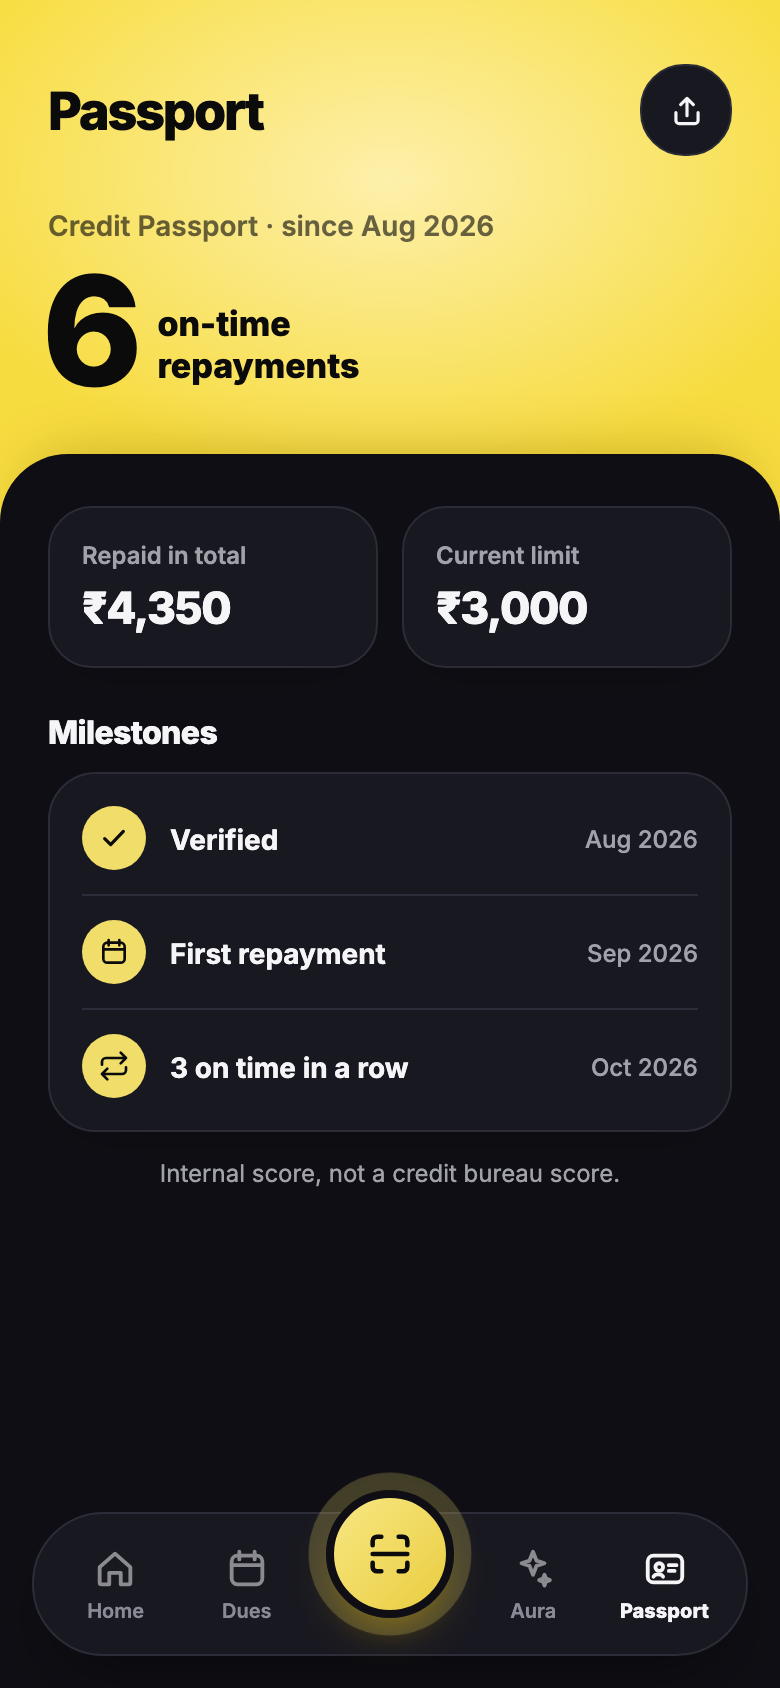 Passport
Credit Passport · since Aug 2026
6 on-time
repayments
Repaid in total
₹4,350
Current limit
₹3,000
Milestones
Verified Aug 2026
First repayment Sep 2026
3 on time in a row Oct 2026
Internal score, not a credit bureau score.
Home Dues Aura Passport